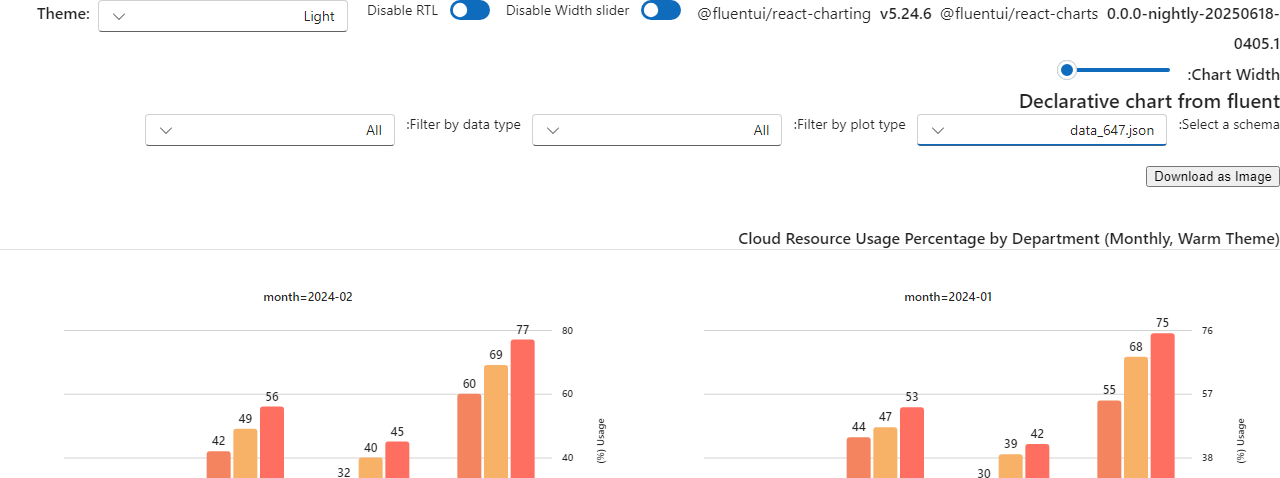 Theme:
Light
Disable RTL
Disable Width slider
@fluentui/react-charting v5.24.6 @fluentui/react-charts 0.0.0-nightly-20250618-
0405.1
:Chart Width
Declarative chart from fluent
:Select a schema
data_647.json
:Filter by plot type
All
:Filter by data type
All
Download as Image
Cloud Resource Usage Percentage by Department (Monthly, Warm Theme)
month=2024-01
76
57
38
(%) Usage
55
68
75
30
39
42
44
47
53
month=2024-02
80
60
40
(%) Usage
60
69
77
32
40
45
42
49
56